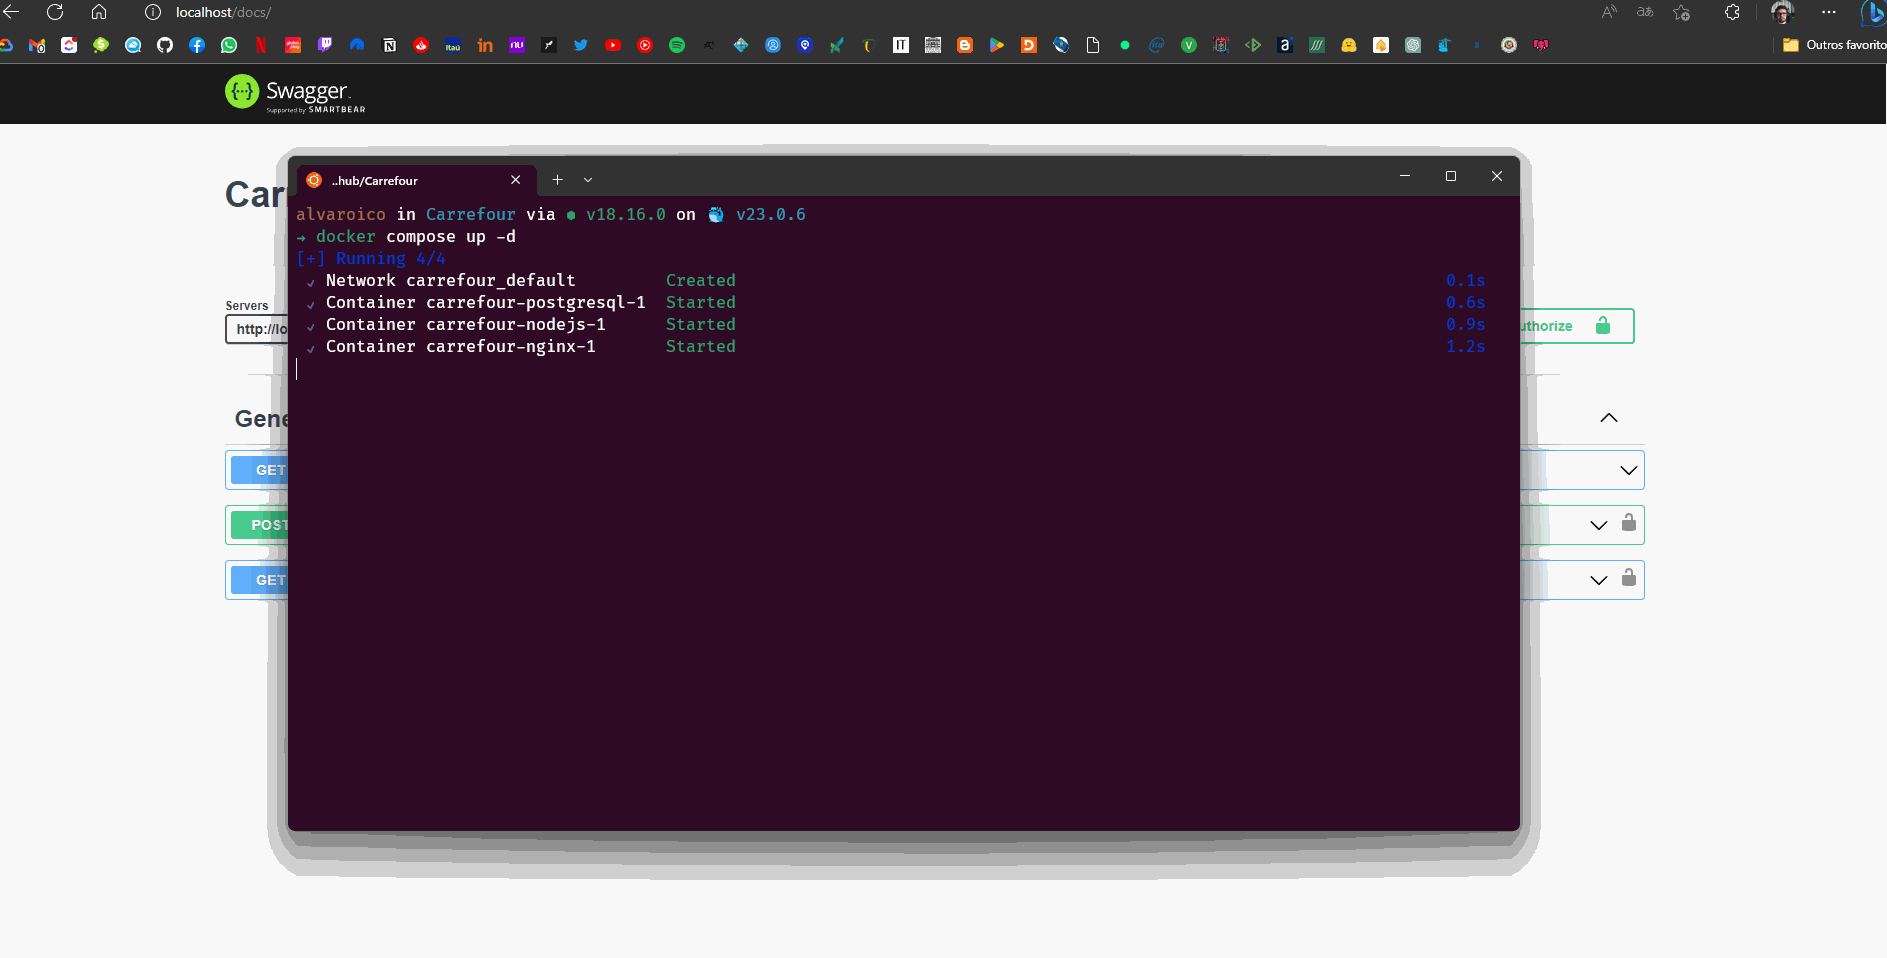 localhost/docs/
Outros favorito
Swagger
Supported by SMARTBEAR
Carr
..hub/Carrefour
alvaroico in Carrefour via v18.16.0 on v23.0.6
→ docker compose up -d
[+] Running 4/4
✓ Network carrefour_default Created 0.1s
✓ Container carrefour-postgresql-1 Started 0.6s
✓ Container carrefour-nodejs-1 Started 0.9s
✓ Container carrefour-nginx-1 Started 1.2s
Servers
http://lo
uthorize
Gene
GET
POST
GET